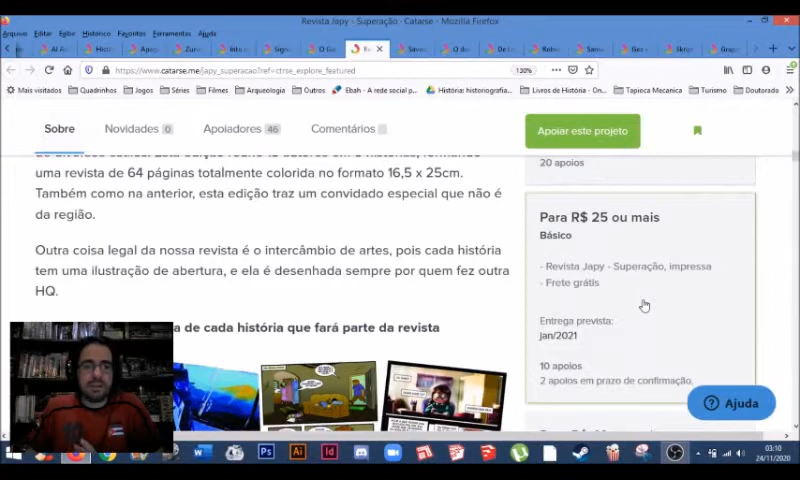 Revista Japy - Superação · Catarse - Mozilla Firefox
Arquivo Editar Exibir Histórico Favoritos Ferramentas Ajuda
https://www.catarse.me/japy_superacao?ref=ctrse_explore_featured
130%
Mais visitados Quadrinhos Jogos Séries Filmes Arqueologia Outros Ebah - A rede social p... História: historiografia... Livros de História - On... Tapioca Mecanica Turismo Doutorado
Sobre Novidades 0 Apoiadores 46 Comentários
Apoiar este projeto
uma revista de 64 páginas totalmente colorida no formato 16,5 x 25cm.
Também como na anterior, esta edição traz um convidado especial que não é
da região.
Outra coisa legal da nossa revista é o intercâmbio de artes, pois cada história
tem uma ilustração de abertura, e ela é desenhada sempre por quem fez outra
HQ.
de cada história que fará parte da revista
20 apoios
Para R$ 25 ou mais
Básico
- Revista Japy - Superação, impressa
- Frete grátis
Entrega prevista:
jan/2021
10 apoios
2 apoios em prazo de confirmação.
Ajuda
03:10
24/11/2020